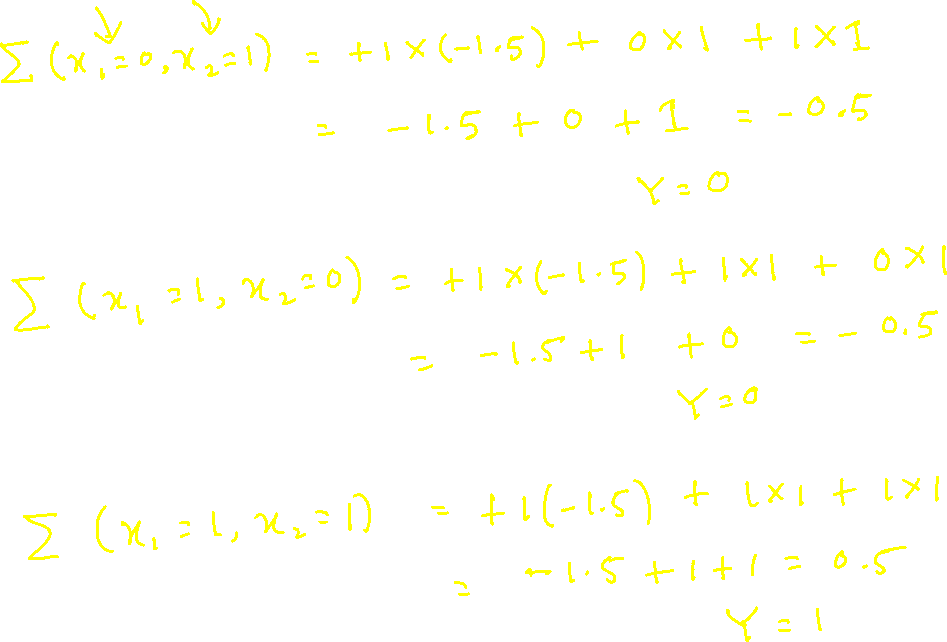 ∑ (x₁=0, x₂=1) = +1×(-1.5) + 0×1 + 1×1
= -1.5 + 0 + 1 = -0.5
Y=0
∑ (x₁=1, x₂=0) = +1×(-1.5) + 1×1 + 0×1
= -1.5+1 +0 = -0.5
Y=0
∑ (x₁=1, x₂=1) = +1(-1.5) + 1×1 + 1×1
= -1.5+1+1 = 0.5
Y=1